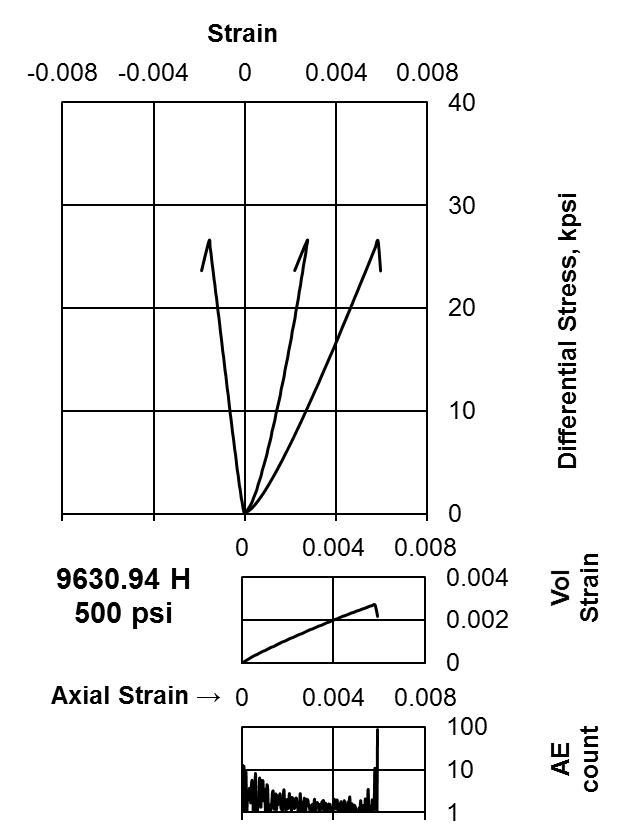 Strain
-0.008 -0.004 0 0.004 0.008
40
30
20
10
0
Differential Stress, kpsi
0 0.004 0.008
9630.94 H
500 psi
0.004
0.002
0
Vol
Strain
Axial Strain → 0 0.004 0.008
100
10
1
AE
count